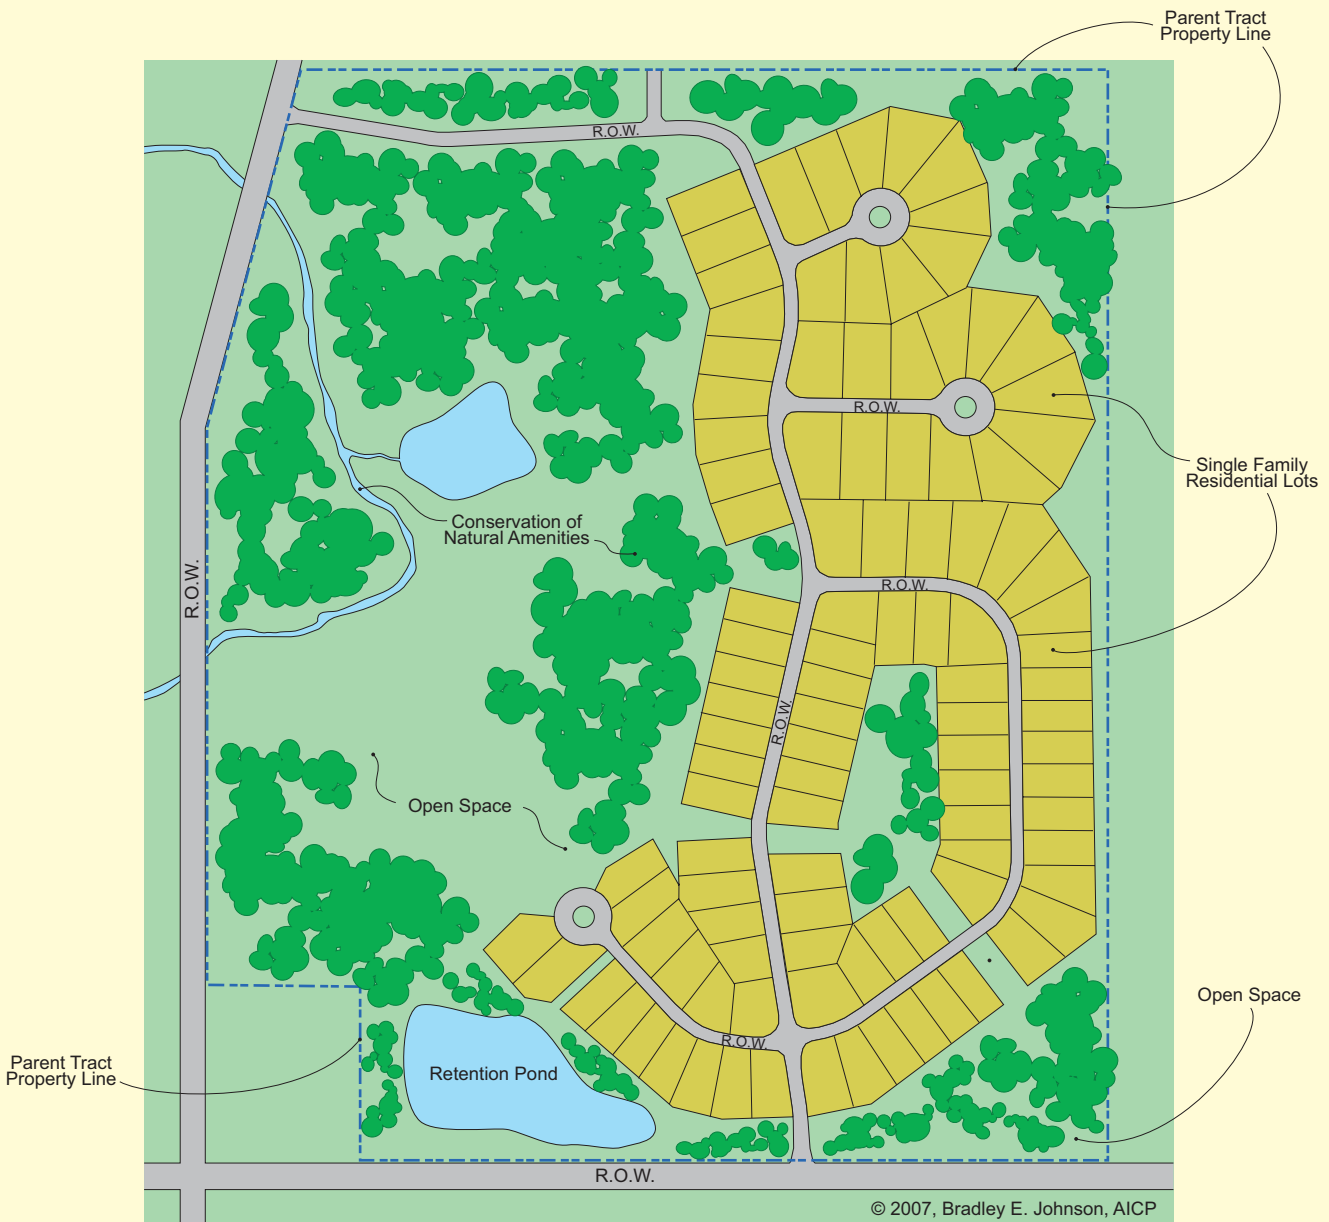 Parent Tract
Property Line
R.O.W.
R.O.W.
Single Family
Residential Lots
Conservation of
Natural Amenities
R.O.W.
R.O.W.
R.O.W.
Open Space
Open Space
R.O.W.
Parent Tract
Property Line
Retention Pond
R.O.W.
© 2007, Bradley E. Johnson, AICP